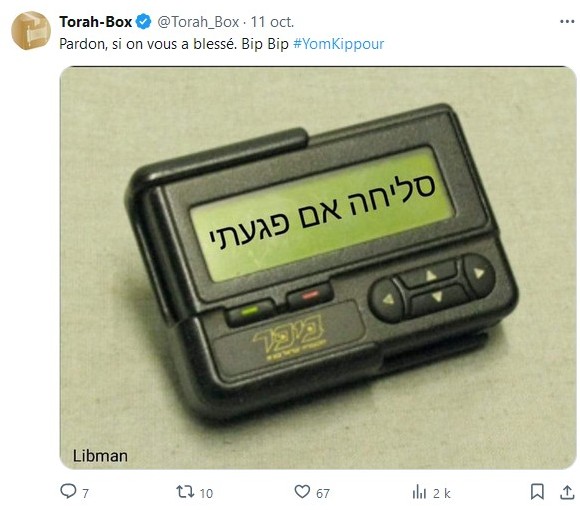 Torah-Box @Torah_Box · 11 oct.
Pardon, si on vous a blessé. Bip Bip #YomKippour
סליחה אם פגעתי
ביפר
Libman
7 10 67 2 k